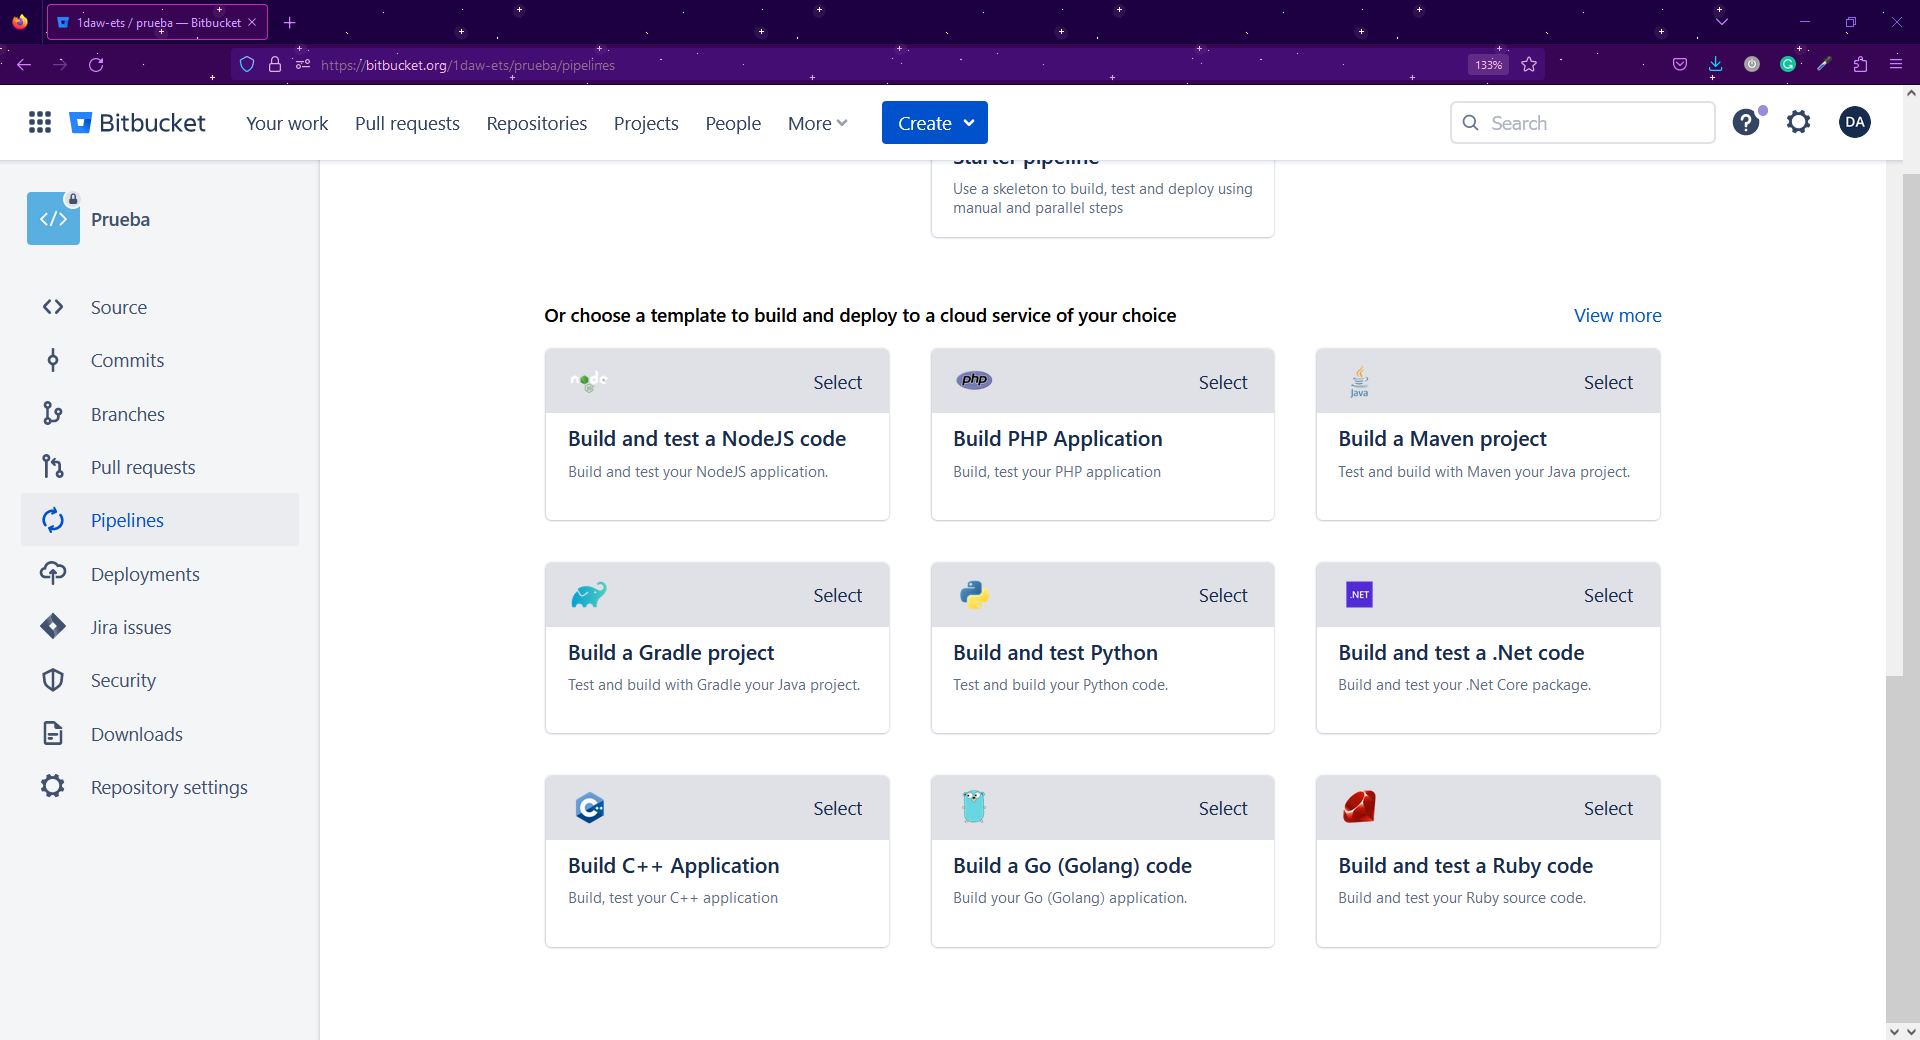 1daw-ets / prueba — Bitbucket
https://bitbucket.org/1daw-ets/prueba/pipelines
133%
Bitbucket
Your work
Pull requests
Repositories
Projects
People
More
Create
Search
DA
Starter pipeline
Use a skeleton to build, test and deploy using
manual and parallel steps
Prueba
Source
Commits
Branches
Pull requests
Pipelines
Deployments
Jira issues
Security
Downloads
Repository settings
Or choose a template to build and deploy to a cloud service of your choice
View more
node
Select
Build and test a NodeJS code
Build and test your NodeJS application.
php
Select
Build PHP Application
Build, test your PHP application
Java
Select
Build a Maven project
Test and build with Maven your Java project.
Select
Build a Gradle project
Test and build with Gradle your Java project.
Select
Build and test Python
Test and build your Python code.
.NET
Select
Build and test a .Net code
Build and test your .Net Core package.
C++
Select
Build C++ Application
Build, test your C++ application
Select
Build a Go (Golang) code
Build your Go (Golang) application.
Select
Build and test a Ruby code
Build and test your Ruby source code.